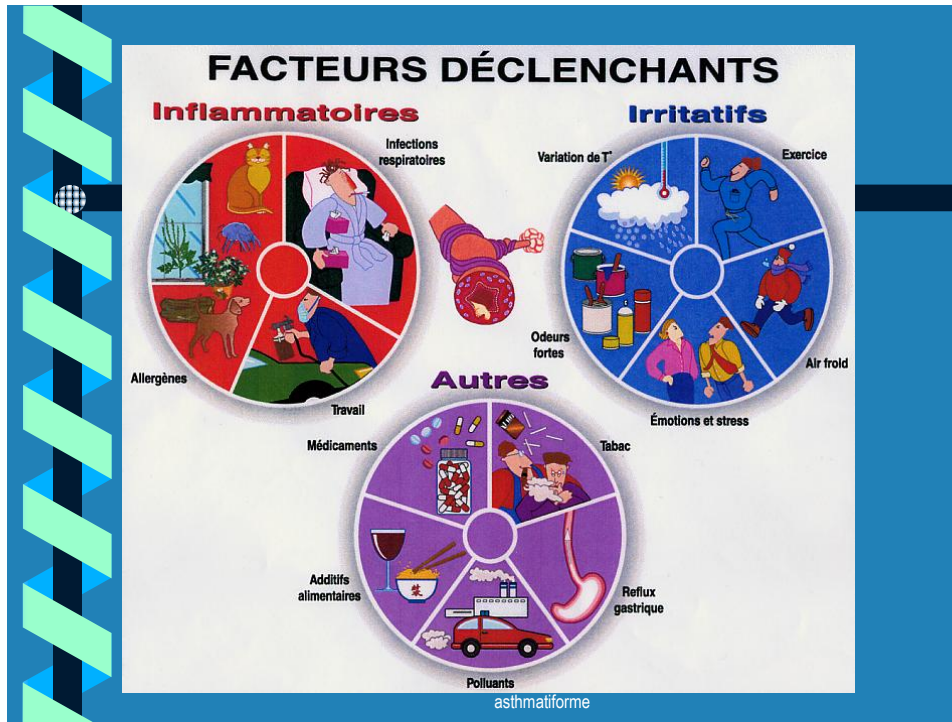 FACTEURS DÉCLENCHANTS
Inflammatoires
Infections
respiratoires
Allergènes
Travail
Irritatifs
Variation de T°
Exercice
Odeurs
fortes
Air froid
Émotions et stress
Autres
Médicaments
Tabac
Additifs
alimentaires
Reflux
gastrique
Polluants
asthmatiforme